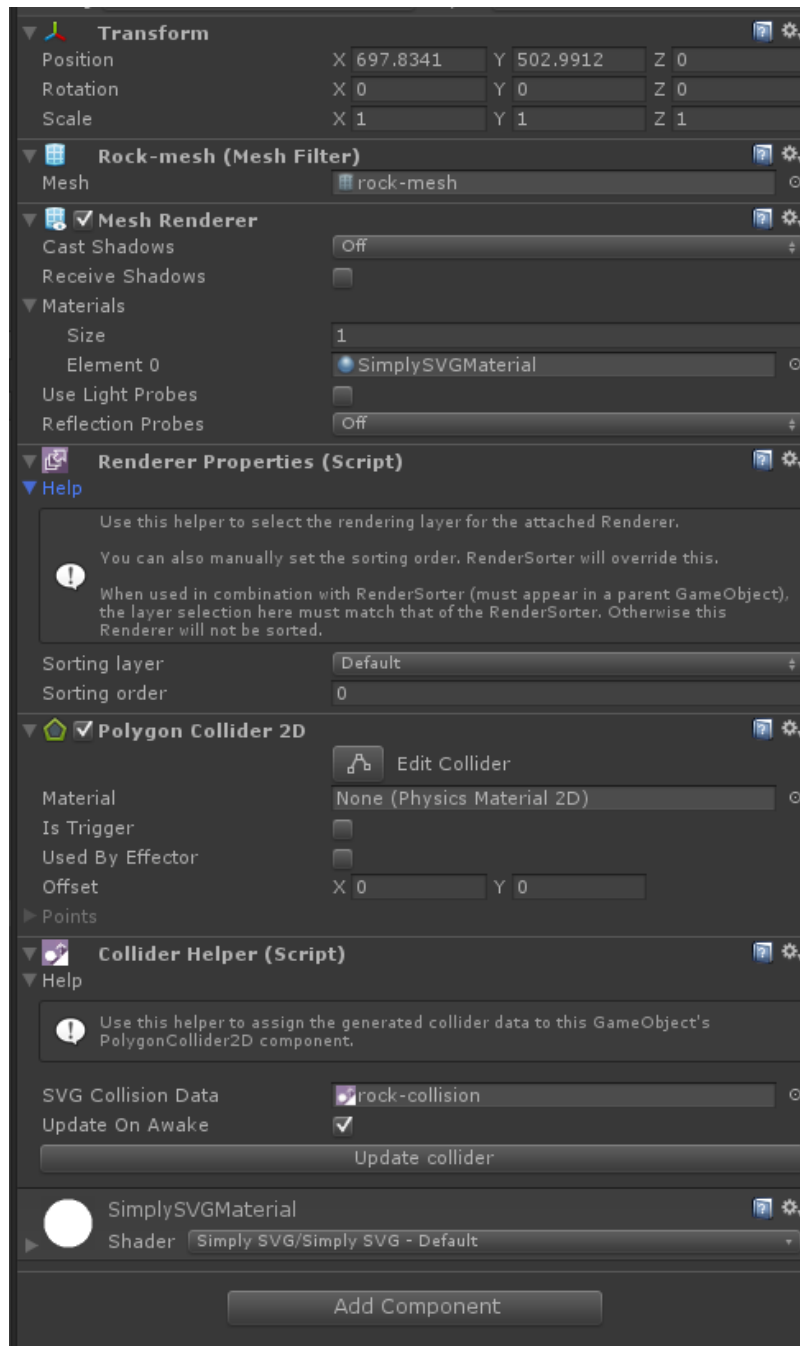 Transform
Position X 697.8341 Y 502.9912 Z 0
Rotation X 0 Y 0 Z 0
Scale X 1 Y 1 Z 1
Rock-mesh (Mesh Filter)
Mesh rock-mesh
Mesh Renderer
Cast Shadows Off
Receive Shadows
Materials
Size 1
Element 0 SimplySVGMaterial
Use Light Probes
Reflection Probes Off
Renderer Properties (Script)
Help
Use this helper to select the rendering layer for the attached Renderer.
You can also manually set the sorting order. RenderSorter will override this.
When used in combination with RenderSorter (must appear in a parent GameObject),
the layer selection here must match that of the RenderSorter. Otherwise this
Renderer will not be sorted.
Sorting layer Default
Sorting order 0
Polygon Collider 2D
Edit Collider
Material None (Physics Material 2D)
Is Trigger
Used By Effector
Offset X 0 Y 0
Points
Collider Helper (Script)
Help
Use this helper to assign the generated collider data to this GameObject's
PolygonCollider2D component.
SVG Collision Data rock-collision
Update On Awake
Update collider
SimplySVGMaterial
Shader Simply SVG/Simply SVG - Default
Add Component